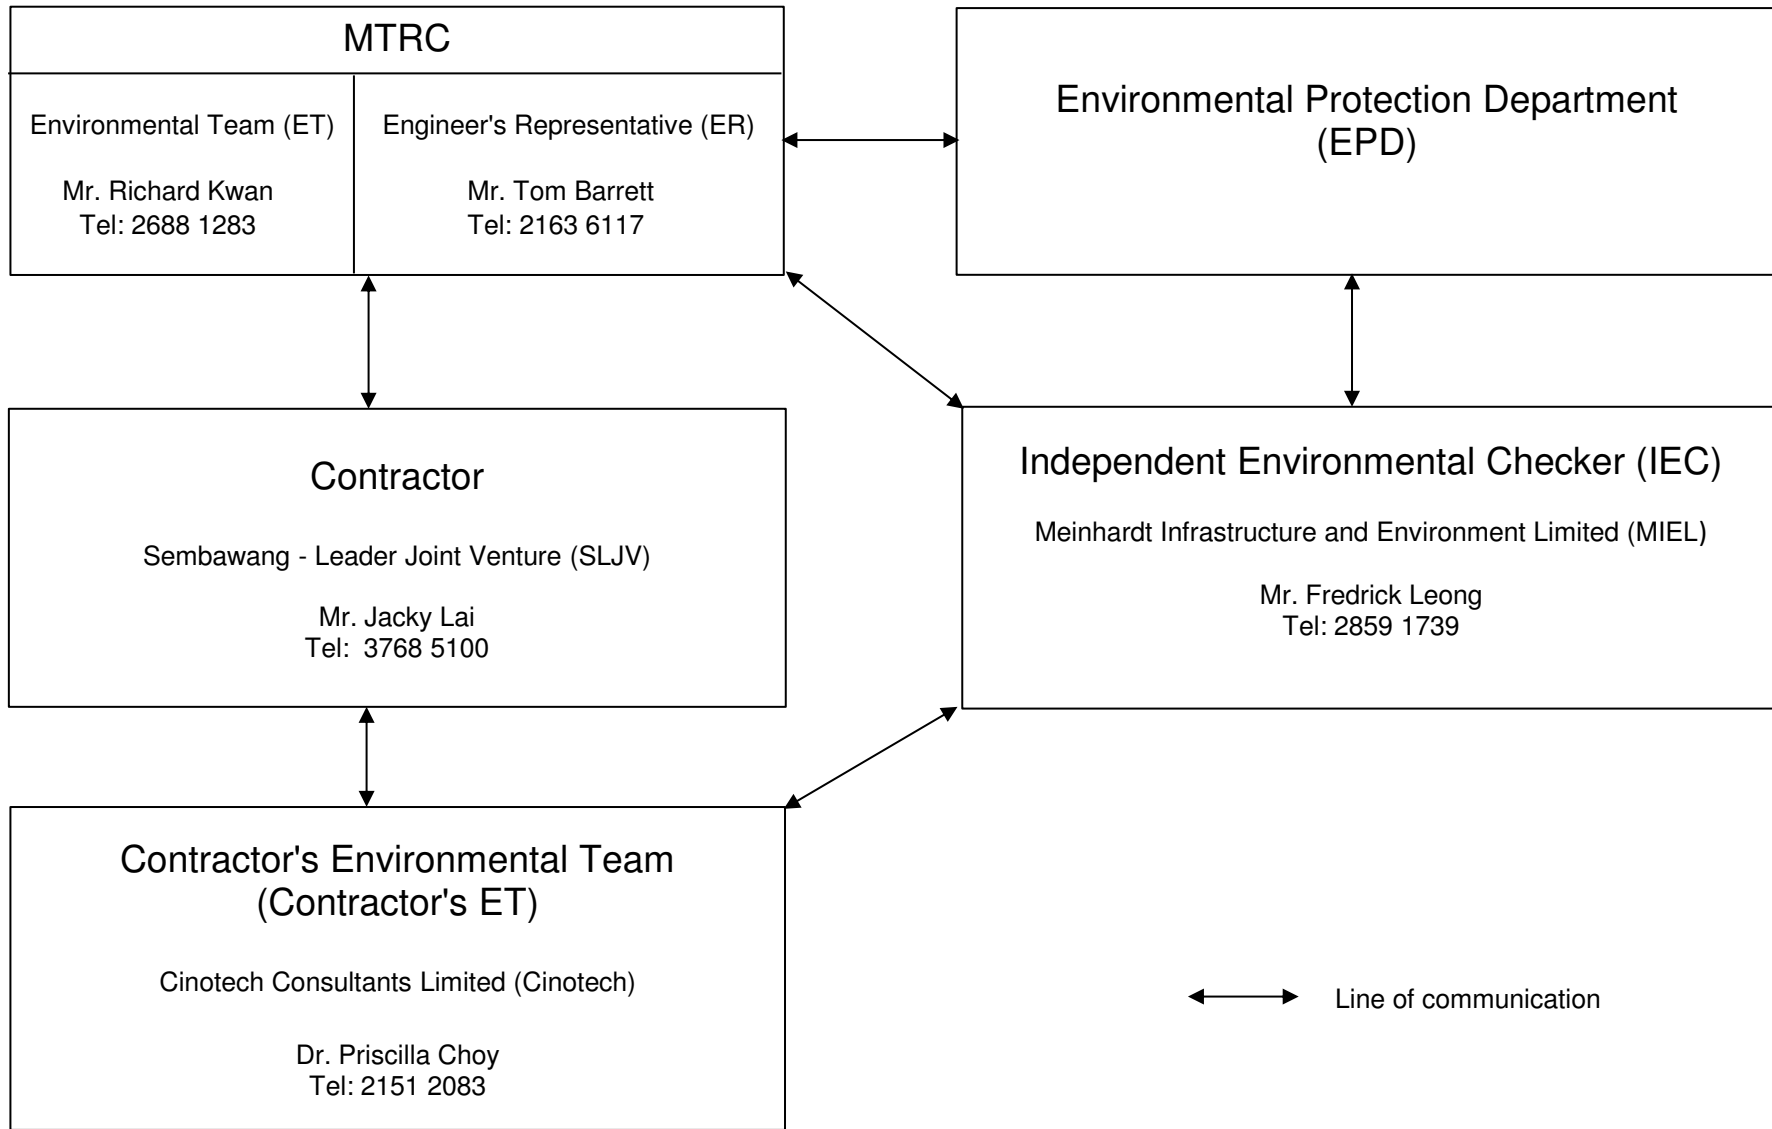 MTRC
Environmental Team (ET)
Mr. Richard Kwan
Tel: 2688 1283
Engineer's Representative (ER)
Mr. Tom Barrett
Tel: 2163 6117
Environmental Protection Department
(EPD)
Contractor
Sembawang - Leader Joint Venture (SLJV)
Mr. Jacky Lai
Tel: 3768 5100
Independent Environmental Checker (IEC)
Meinhardt Infrastructure and Environment Limited (MIEL)
Mr. Fredrick Leong
Tel: 2859 1739
Contractor's Environmental Team
(Contractor's ET)
Cinotech Consultants Limited (Cinotech)
Dr. Priscilla Choy
Tel: 2151 2083
Line of communication